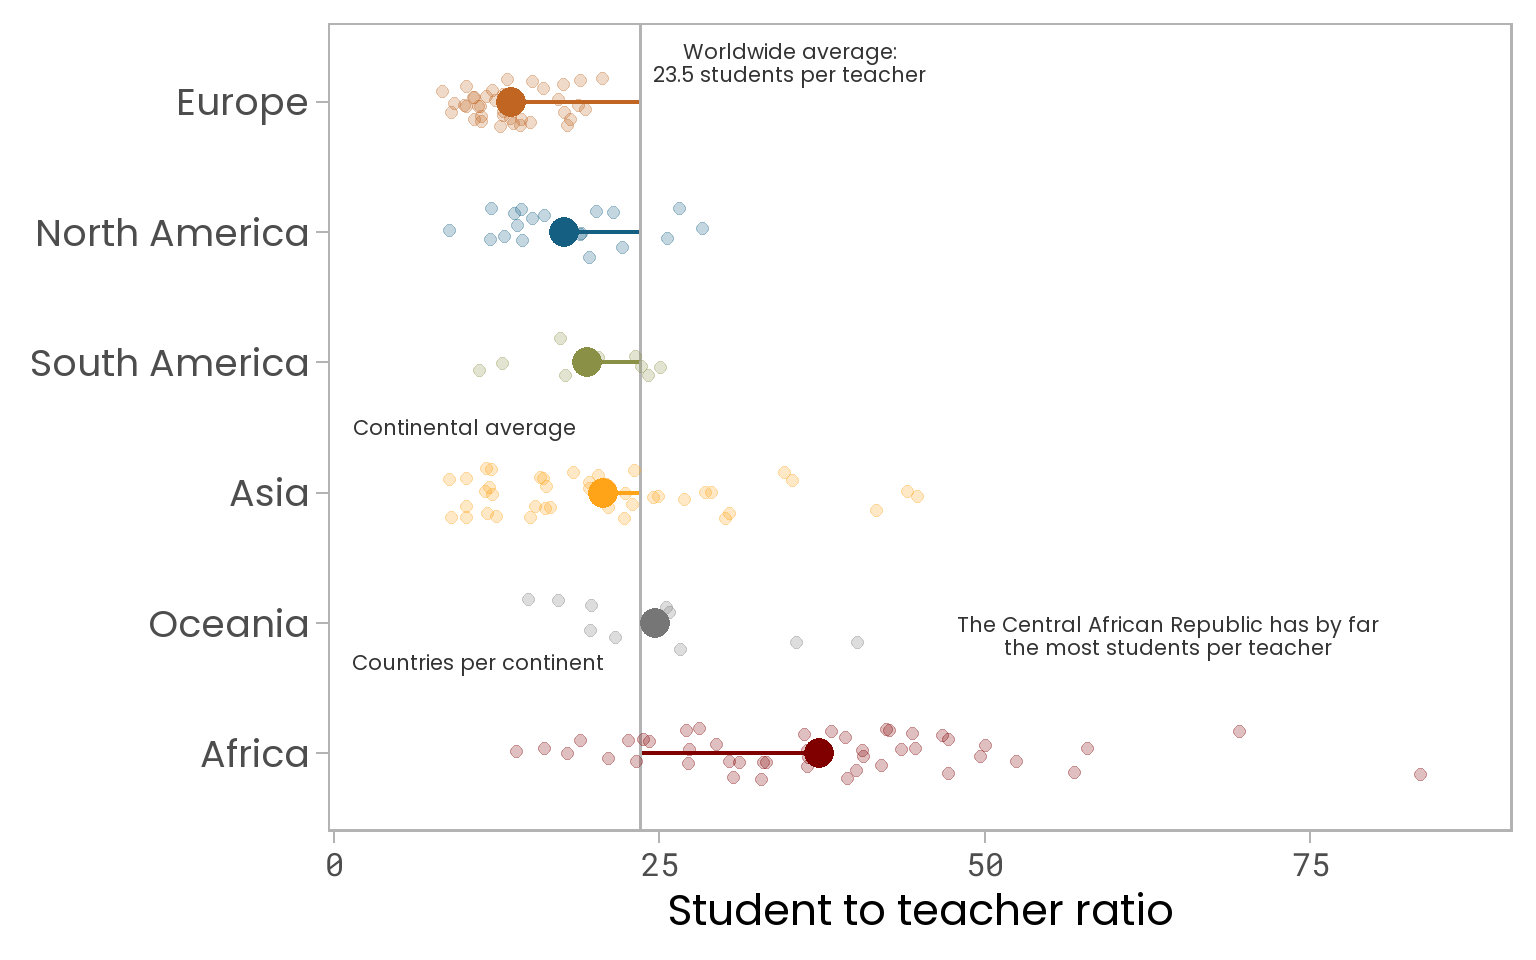 Worldwide average:
23.5 students per teacher
Europe
North America
South America
Continental average
Asia
Oceania
The Central African Republic has by far
the most students per teacher
Countries per continent
Africa
0
25
50
75
Student to teacher ratio